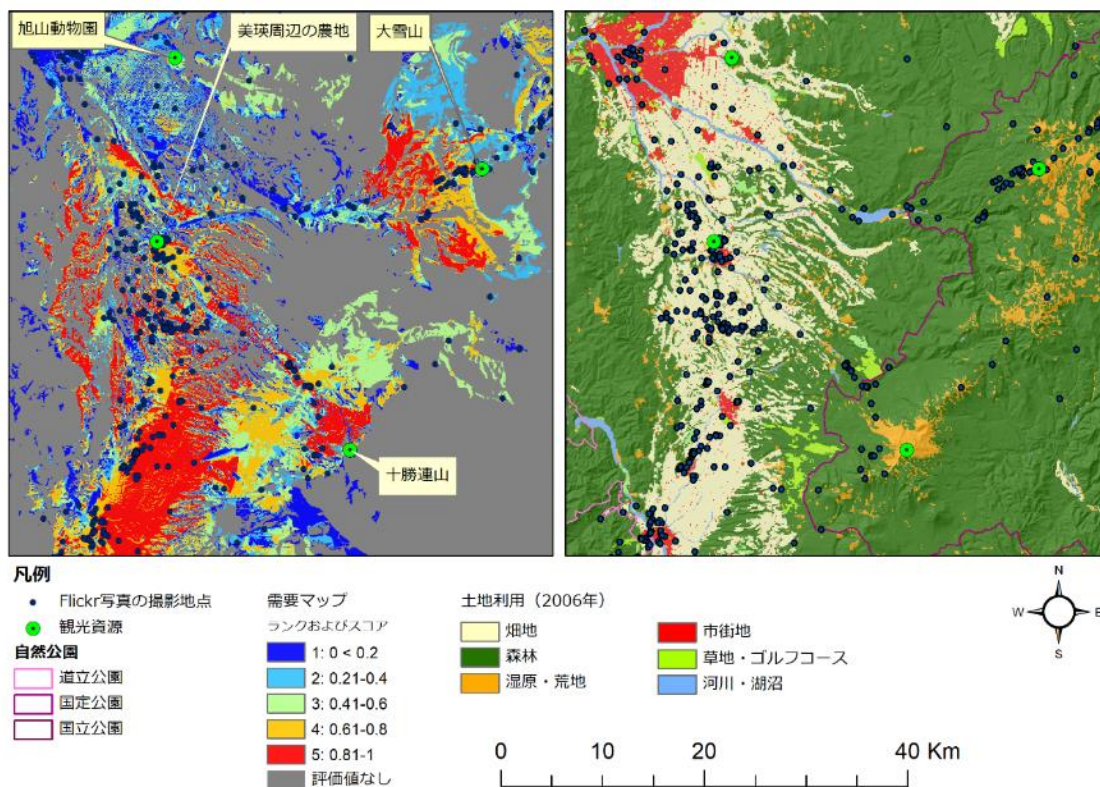 旭山動物園
美瑛周辺の農地
大雪山
十勝連山
凡例
Flickr写真の撮影地点
観光資源
自然公園
道立公園
国定公園
国立公園
需要マップ
ランクおよびスコア
1: 0 < 0.2
2: 0.21-0.4
3: 0.41-0.6
4: 0.61-0.8
5: 0.81-1
評価値なし
土地利用（2006年）
畑地
森林
湿原・荒地
市街地
草地・ゴルフコース
河川・湖沼
N
W
E
S
0 10 20 40 Km